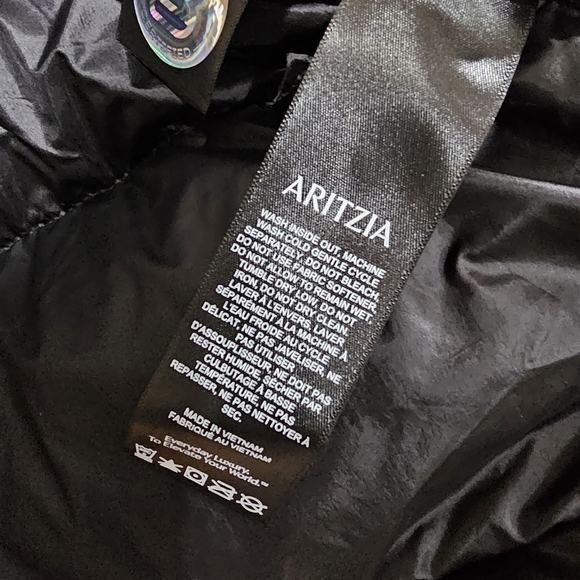 TED
ARITZIA
WASH INSIDE OUT, MACHINE
WASH COLD GENTLE CYCLE
SEPARATELY. DO NOT BLEACH.
DO NOT USE FABRIC SOFTENER.
DO NOT ALLOW TO REMAIN WET.
TUMBLE DRY LOW. DO NOT
IRON. DO NOT DRY CLEAN.
LAVER À L'ENVERS, LAVER
SÉPARÉMENT À LA MACHINE À
L'EAU FROIDE AU CYCLE
DÉLICAT, NE PAS JAVELLISER, NE
PAS UTILISER
D'ASSOUPLISSEUR, NE DOIT PAS
RESTER HUMIDE, SÉCHER PAR
CULBUTAGE À BASSE
TEMPÉRATURE, NE PAS
REPASSER, NE PAS NETTOYER À
SEC.
MADE IN VIETNAM
FABRIQUÉ AU VIETNAM
Everyday Luxury.
To Elevate Your World.™